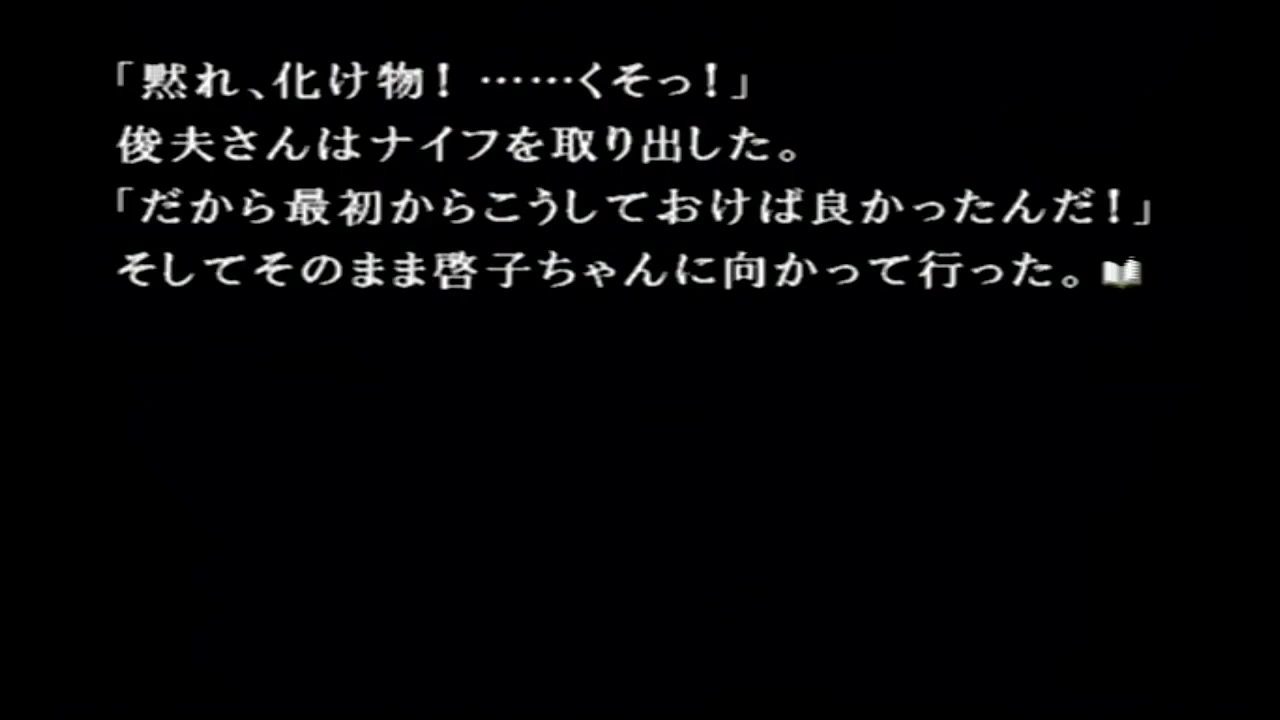 「黙れ、化け物！……くそっ！」
俊夫さんはナイフを取り出した。
「だから最初からこうしておけば良かったんだ！」
そしてそのまま啓子ちゃんに向かって行った。